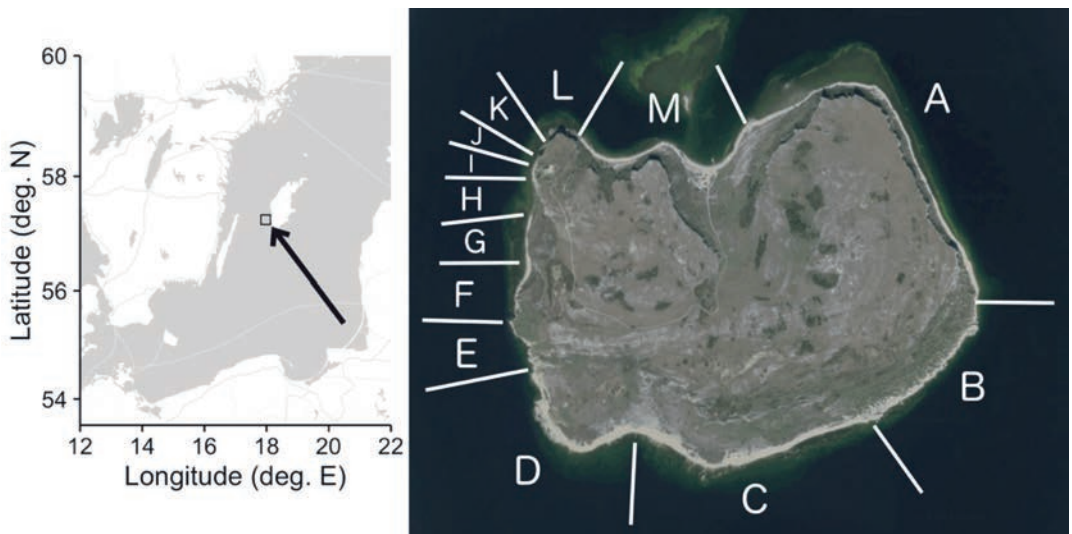 60
58
56
54
Latitude (deg. N)
12 14 16 18 20 22
Longitude (deg. E)
A
B
C
D
E
F
G
H
I
J
K
L
M